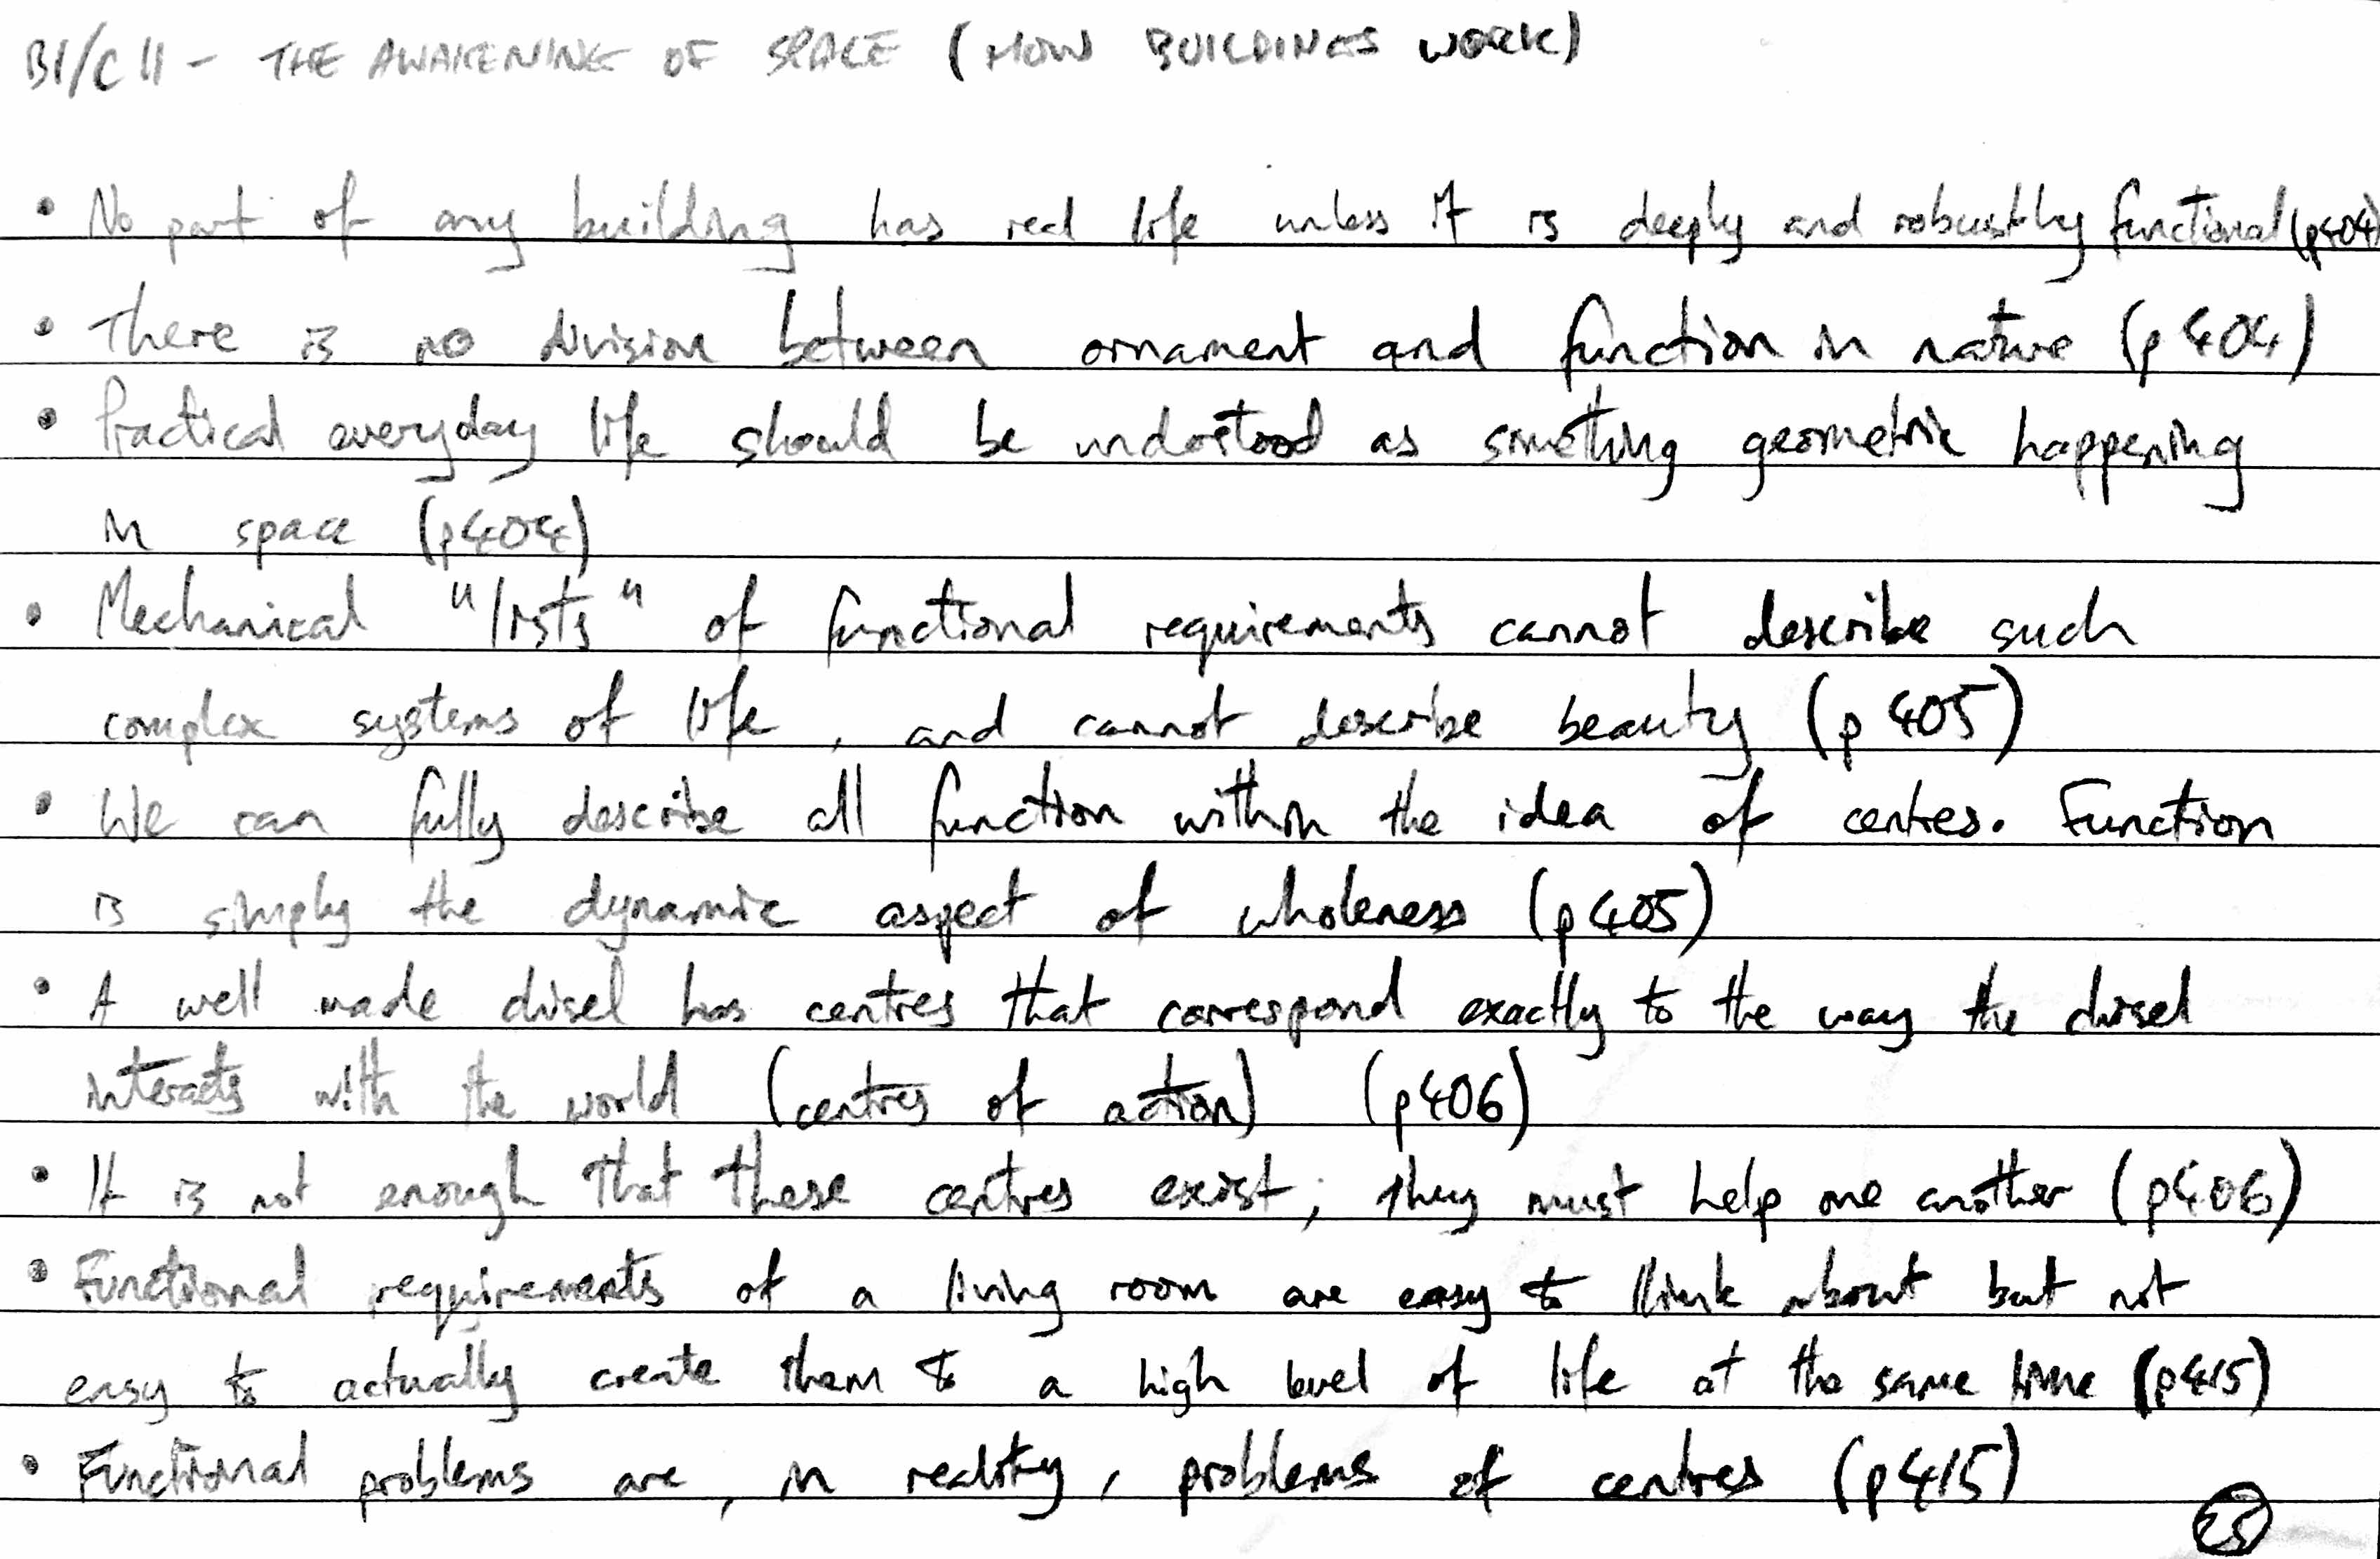 B1/C11 - THE AWAKENING OF SPACE (HOW BUILDINGS WORK)
• No part of any building has real life unless it is deeply and robustly functional (p404)
• There is no division between ornament and function in nature (p404)
• Practical everyday life should be understood as something geometric happening
in space (p404)
• Mechanical "lists" of functional requirements cannot describe such
complex systems of life, and cannot describe beauty (p405)
• We can fully describe all function within the idea of centres. Function
is simply the dynamic aspect of wholeness (p405)
• A well made chisel has centres that correspond exactly to the way the chisel
interacts with the world (centres of action) (p406)
• It is not enough that these centres exist; they must help one another (p406)
• Functional requirements of a living room are easy to think about but not
easy to actually create them to a high level of life at the same time (p415)
• Functional problems are, in reality, problems of centres (p415)